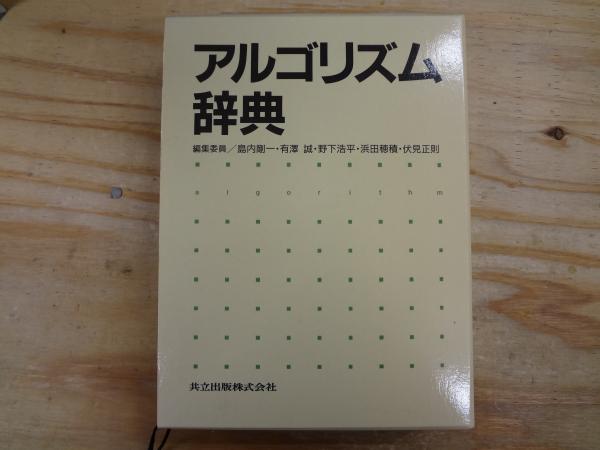 アルゴリズム
辞典
編集委員／島内剛一・有澤 誠・野下浩平・浜田穂積・伏見正則
algorithm
共立出版株式会社